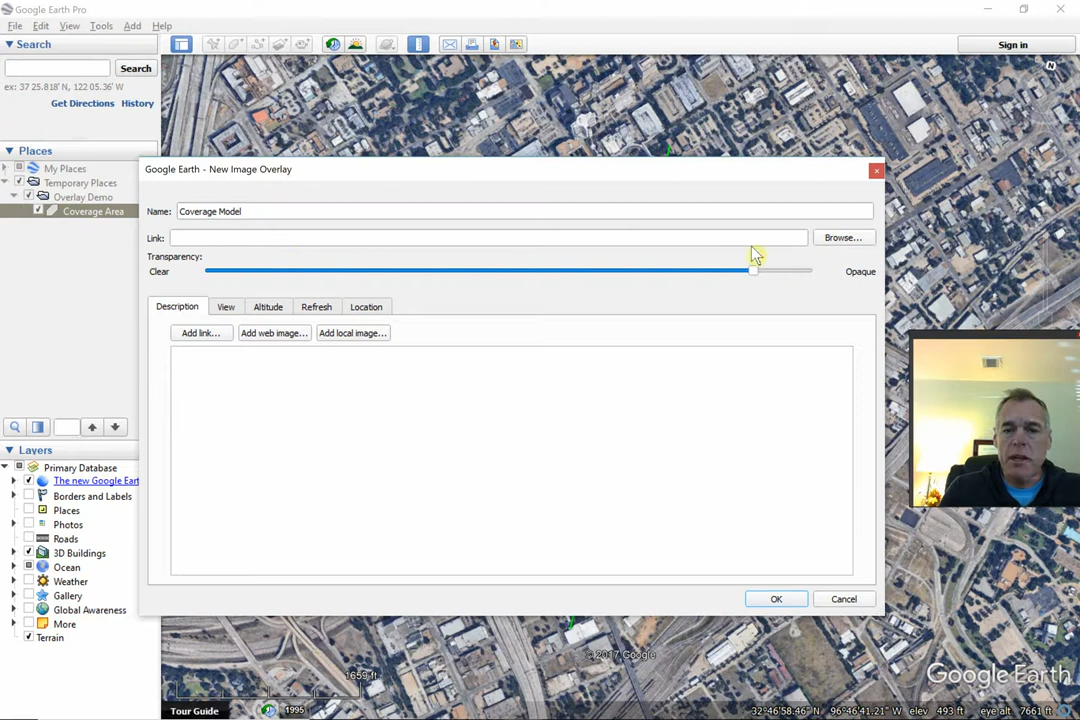 Google Earth Pro
File Edit View Tools Add Help
Search
Sign in
Search
ex: 37 25.818' N, 122 05.36' W
Get Directions History
Places
My Places
Temporary Places
Overlay Demo
Coverage Area
Google Earth - New Image Overlay
Name: Coverage Model
Link:
Browse...
Transparency:
Clear
Opaque
Description View Altitude Refresh Location
Add link... Add web image... Add local image...
OK Cancel
Layers
Primary Database
The new Google Eart
Borders and Labels
Places
Photos
Roads
3D Buildings
Ocean
Weather
Gallery
Global Awareness
More
Terrain
N
© 2017 Google
1659 ft
Google Earth
Tour Guide 1995 32°46'58.46" N 96°46'41.21" W elev 493 ft eye alt 7661 ft